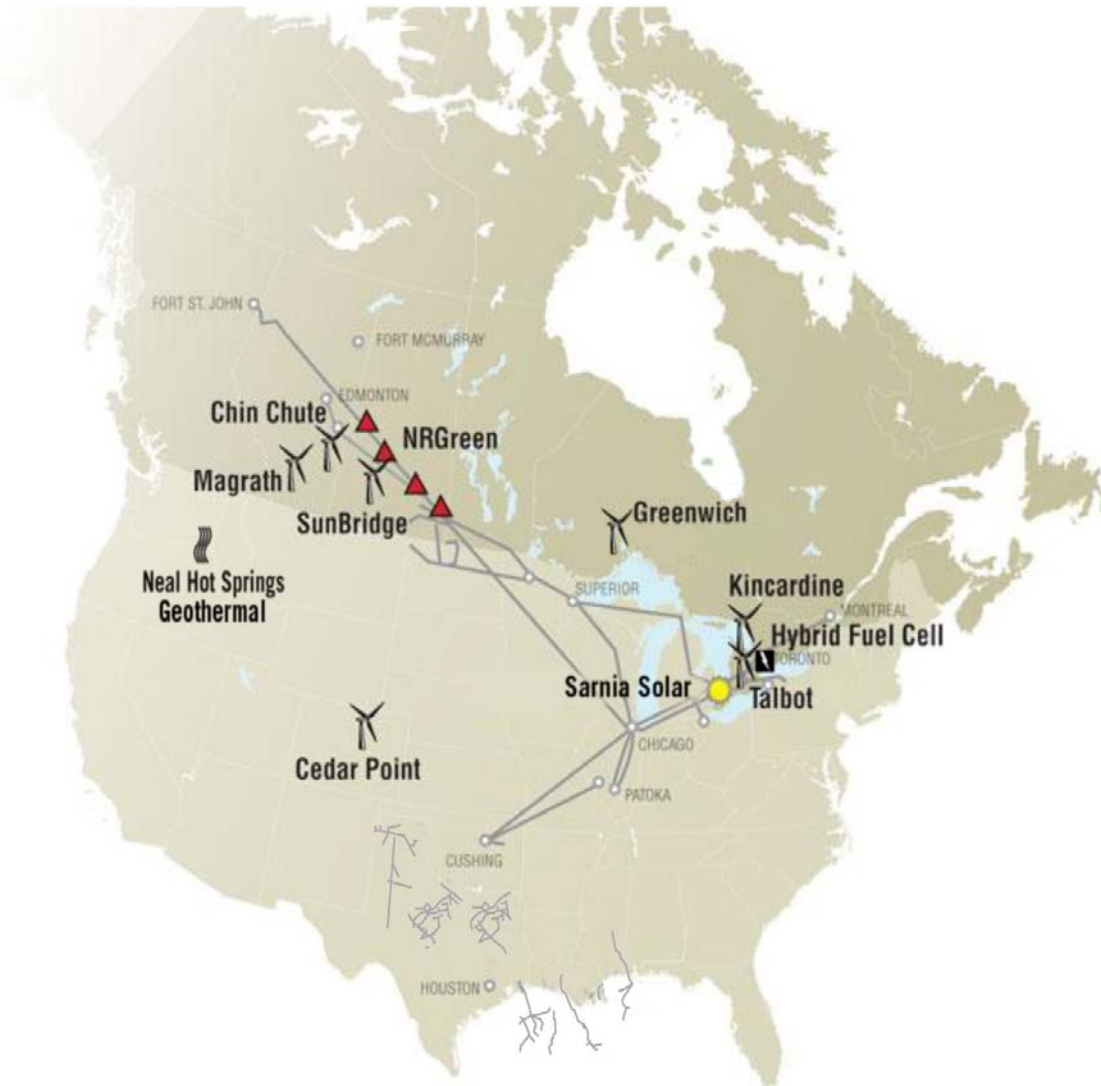 FORT ST. JOHN
FORT MCMURRAY
EDMONTON
Chin Chute
NRGreen
Magrath
SunBridge
Greenwich
Neal Hot Springs
Geothermal
SUPERIOR
Kincardine
MONTREAL
Hybrid Fuel Cell
TORONTO
Sarnia Solar
Talbot
CHICAGO
Cedar Point
PATOKA
CUSHING
HOUSTON